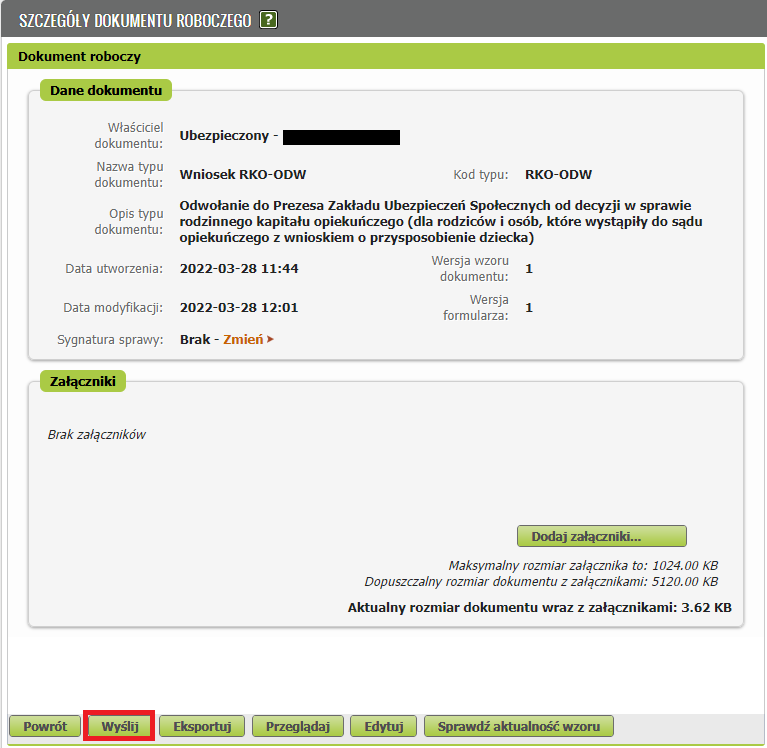 SZCZEGÓŁY DOKUMENTU ROBOCZEGO ?
Dokument roboczy
Dane dokumentu
Właściciel
dokumentu:
Ubezpieczony -
Nazwa typu
dokumentu:
Wniosek RKO-ODW
Kod typu: RKO-ODW
Opis typu
dokumentu:
Odwołanie do Prezesa Zakładu Ubezpieczeń Społecznych od decyzji w sprawie
rodzinnego kapitału opiekuńczego (dla rodziców i osób, które wystąpiły do sądu
opiekuńczego z wnioskiem o przysposobienie dziecka)
Data utworzenia: 2022-03-28 11:44
Wersja wzoru
dokumentu:
1
Data modyfikacji: 2022-03-28 12:01
Wersja
formularza:
1
Sygnatura sprawy: Brak - Zmień
Załączniki
Brak załączników
Dodaj załączniki...
Maksymalny rozmiar załącznika to: 1024.00 KB
Dopuszczalny rozmiar dokumentu z załącznikami: 5120.00 KB
Aktualny rozmiar dokumentu wraz z załącznikami: 3.62 KB
Powrót Wyślij Eksportuj Przeglądaj Edytuj Sprawdź aktualność wzoru